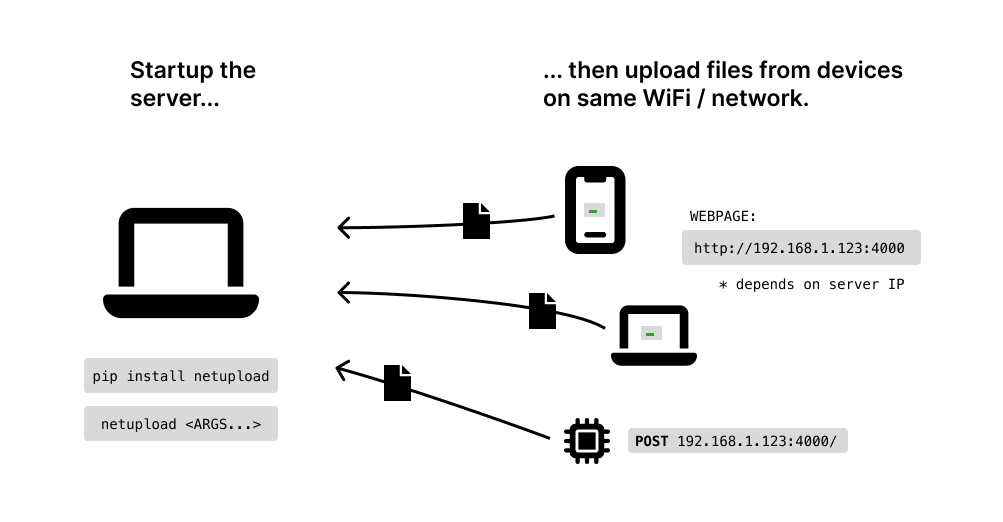 Startup the
server...
... then upload files from devices
on same WiFi / network.
WEBPAGE:
http://192.168.1.123:4000
* depends on server IP
pip install netupload
netupload <ARGS...>
POST 192.168.1.123:4000/